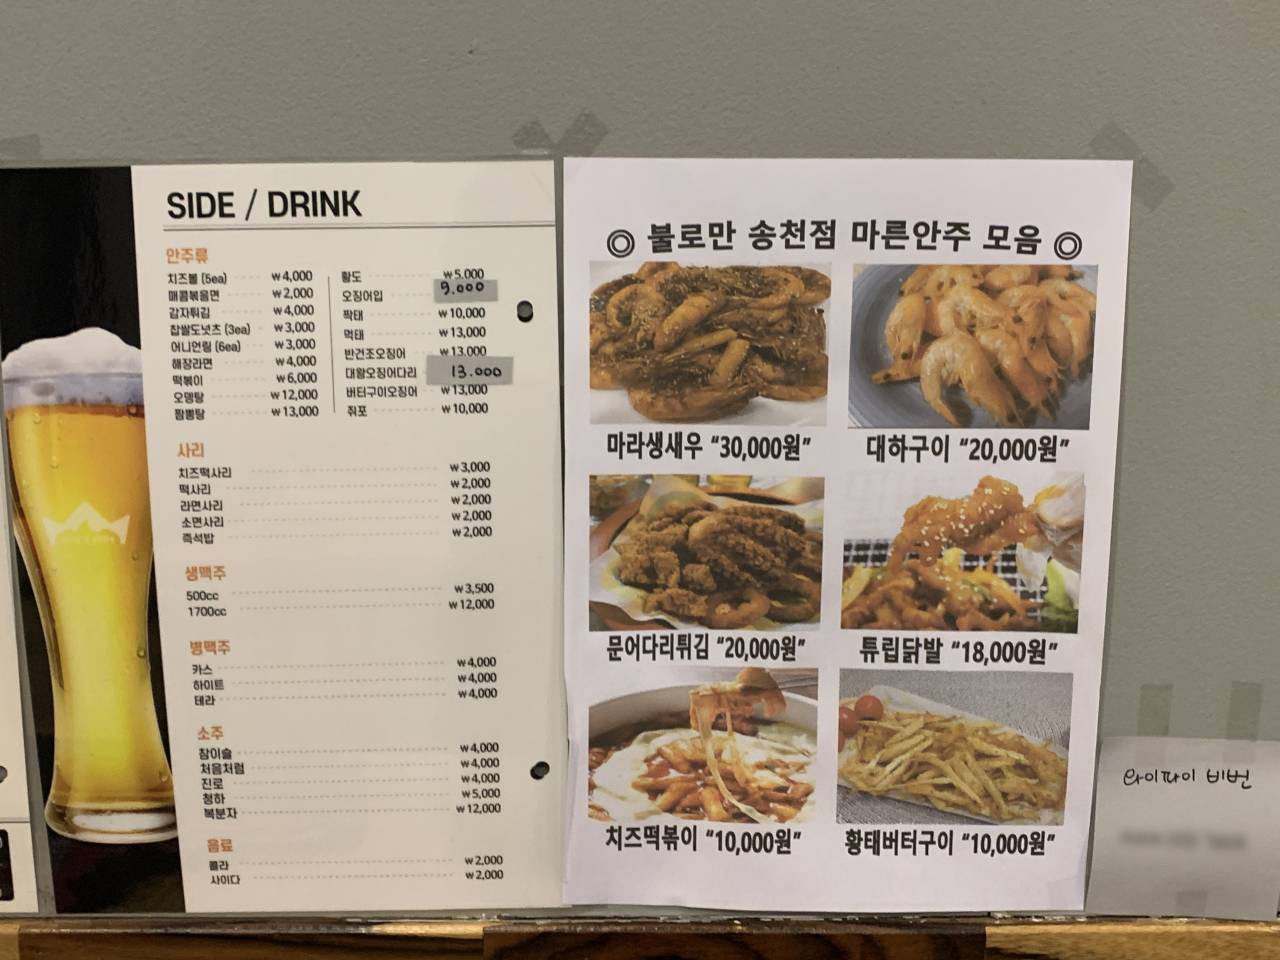 SIDE / DRINK
안주류
치즈볼 (5ea) ₩4,000
매콤볶음면 ₩2,000
감자튀김 ₩4,000
찹쌀도넛츠 (3ea) ₩3,000
어니언링 (6ea) ₩3,000
해장라면 ₩4,000
떡볶이 ₩6,000
오뎅탕 ₩12,000
짬뽕탕 ₩13,000
황도 ₩5,000
오징어입 9.000
짝태 ₩10,000
먹태 ₩13,000
반건조오징어 ₩13,000
대왕오징어다리 13.000
버터구이오징어 ₩13,000
쥐포 ₩10,000
사리
치즈떡사리 ₩3,000
떡사리 ₩2,000
라면사리 ₩2,000
소면사리 ₩2,000
즉석밥 ₩2,000
생맥주
500cc ₩3,500
1700cc ₩12,000
병맥주
카스 ₩4,000
하이트 ₩4,000
테라 ₩4,000
소주
참이슬 ₩4,000
처음처럼 ₩4,000
진로 ₩4,000
청하 ₩5,000
복분자 ₩12,000
음료
콜라 ₩2,000
사이다 ₩2,000
◎ 불로만 송천점 마른안주 모음 ◎
마라생새우 “30,000원”
대하구이 “20,000원”
문어다리튀김 “20,000원”
튜립닭발 “18,000원”
치즈떡볶이 “10,000원”
황태버터구이 “10,000원”
와이파이 비번